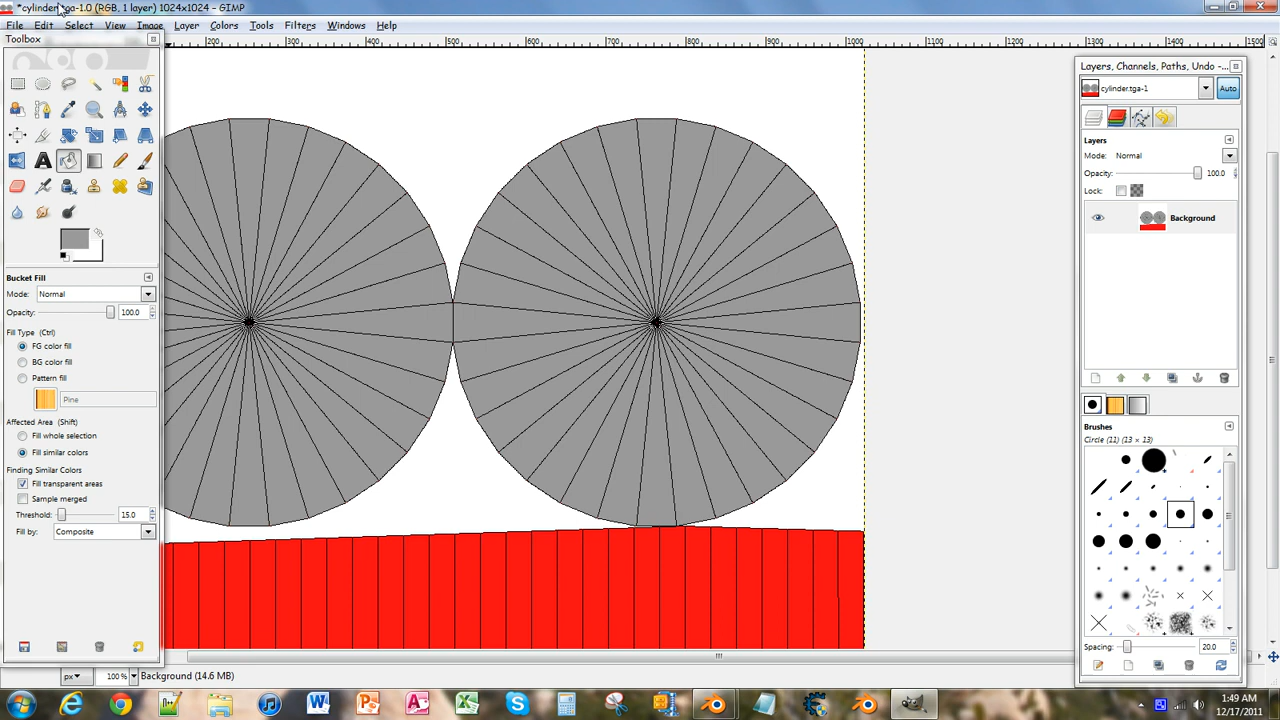 *cylinder.tga-1.0 (RGB, 1 layer) 1024x1024 – GIMP
File Edit Select View Image Layer Colors Tools Filters Windows Help
Toolbox
200 300 400 500 600 700 800 900 1000 1100 1200 1300 1400 1500
Layers, Channels, Paths, Undo -...
cylinder.tga-1
Auto
Layers
Mode: Normal
Opacity: 100.0
Lock:
Background
Bucket Fill
Mode: Normal
Opacity: 100.0
Fill Type (Ctrl)
FG color fill
BG color fill
Pattern fill
Pine
Affected Area (Shift)
Fill whole selection
Fill similar colors
Finding Similar Colors
Fill transparent areas
Sample merged
Threshold: 15.0
Fill by: Composite
Brushes
Circle (11) (13 × 13)
Spacing: 20.0
px 100% Background (14.6 MB)
1:49 AM
12/17/2011